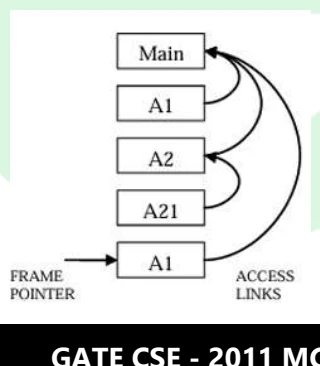 Main
A1
A2
A21
A1
FRAME
POINTER
ACCESS
LINKS
GATE CSE - 2011 MC